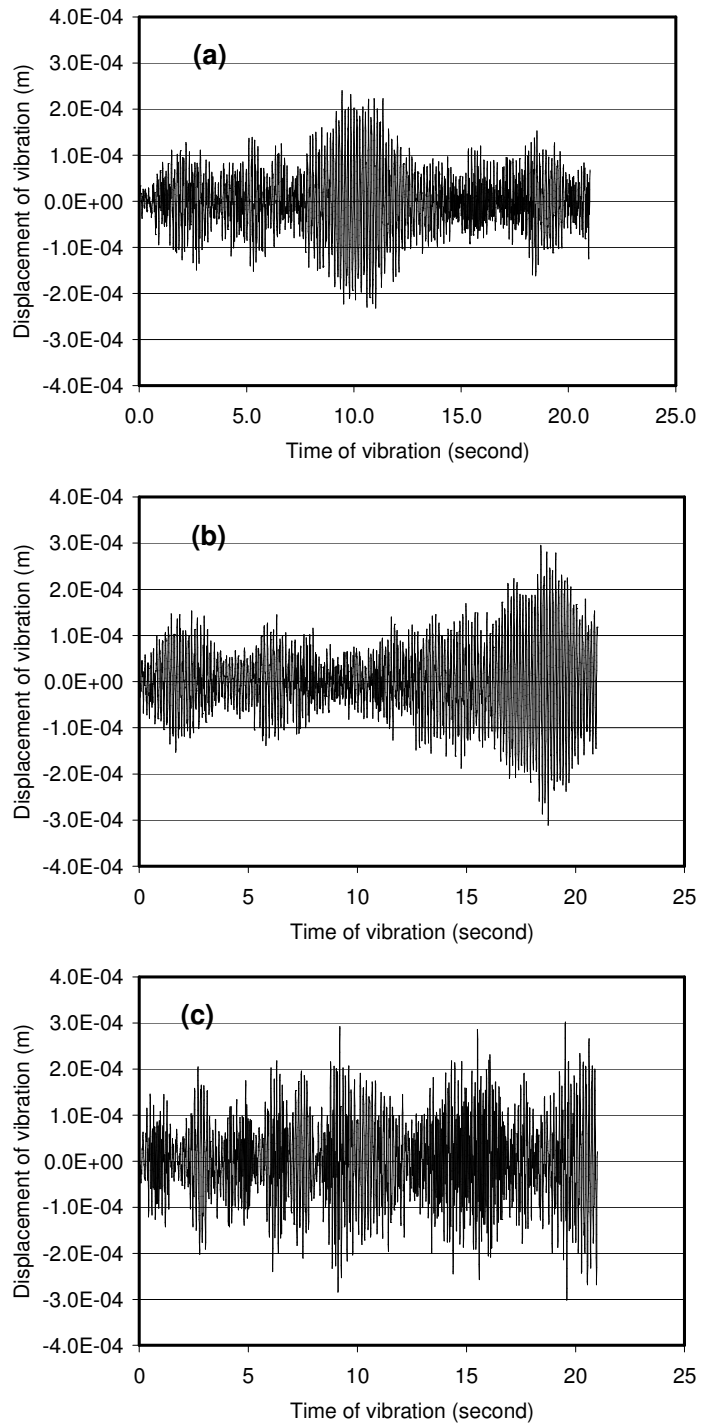 4.0E-04
(a)
3.0E-04
2.0E-04
1.0E-04
0.0E+00
-1.0E-04
-2.0E-04
-3.0E-04
-4.0E-04
Displacement of vibration (m)
0.0 5.0 10.0 15.0 20.0 25.0
Time of vibration (second)
4.0E-04
(b)
3.0E-04
2.0E-04
1.0E-04
0.0E+00
-1.0E-04
-2.0E-04
-3.0E-04
-4.0E-04
Displacement of vibration (m)
0 5 10 15 20 25
Time of vibration (second)
4.0E-04
(c)
3.0E-04
2.0E-04
1.0E-04
0.0E+00
-1.0E-04
-2.0E-04
-3.0E-04
-4.0E-04
Displacement of vibration (m)
0 5 10 15 20 25
Time of vibration (second)